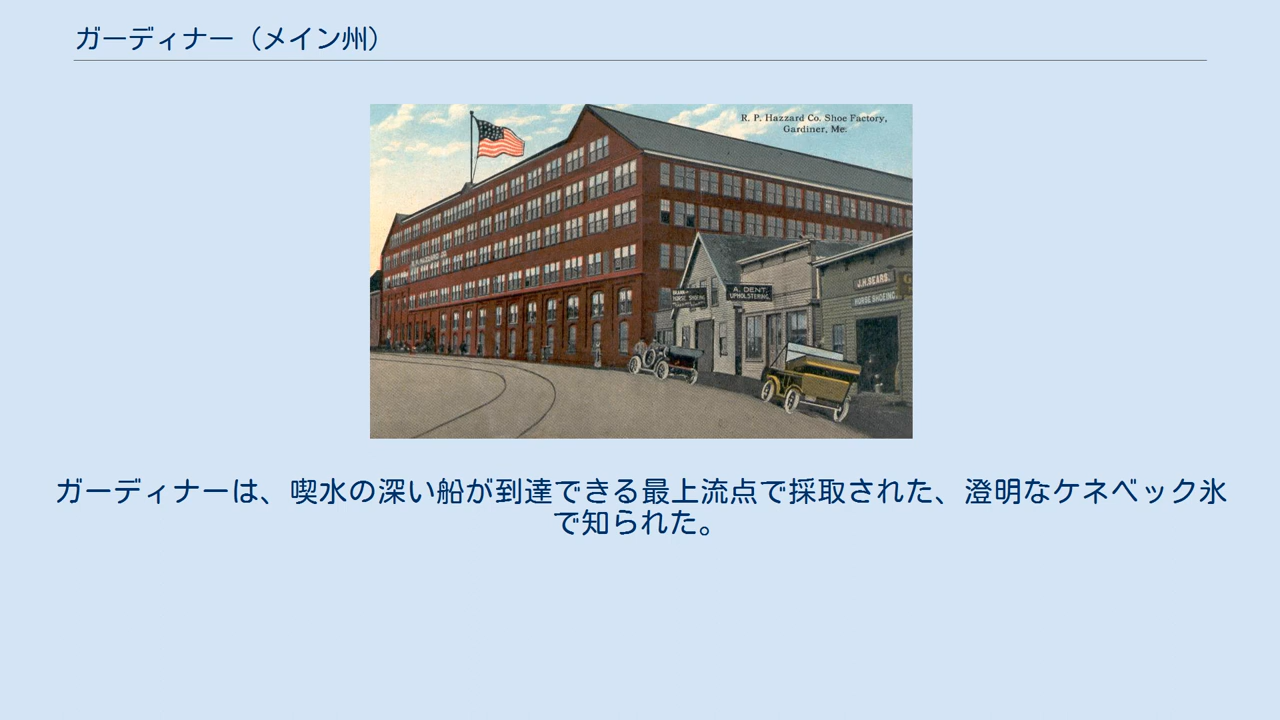 ガーディナー（メイン州）
R. P. Hazzard Co. Shoe Factory,
Gardiner, Me.
A. DENT.
UPHOLSTERING.
HORSE SHOEING
J.H. SEARS.
HORSE SHOEING.
ガーディナーは、喫水の深い船が到達できる最上流点で採取された、澄明なケネベック氷
で知られた。